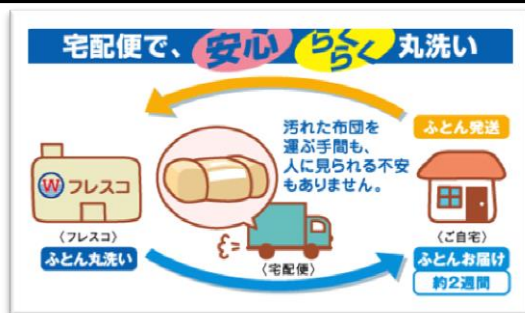 宅配便で、安心らくらく丸洗い
汚れた布団を
運ぶ手間も、
人に見られる不安
もありません。
ふとん発送
W フレスコ
〈フレスコ〉
ふとん丸洗い
〈宅配便〉
〈ご自宅〉
ふとんお届け
約2週間